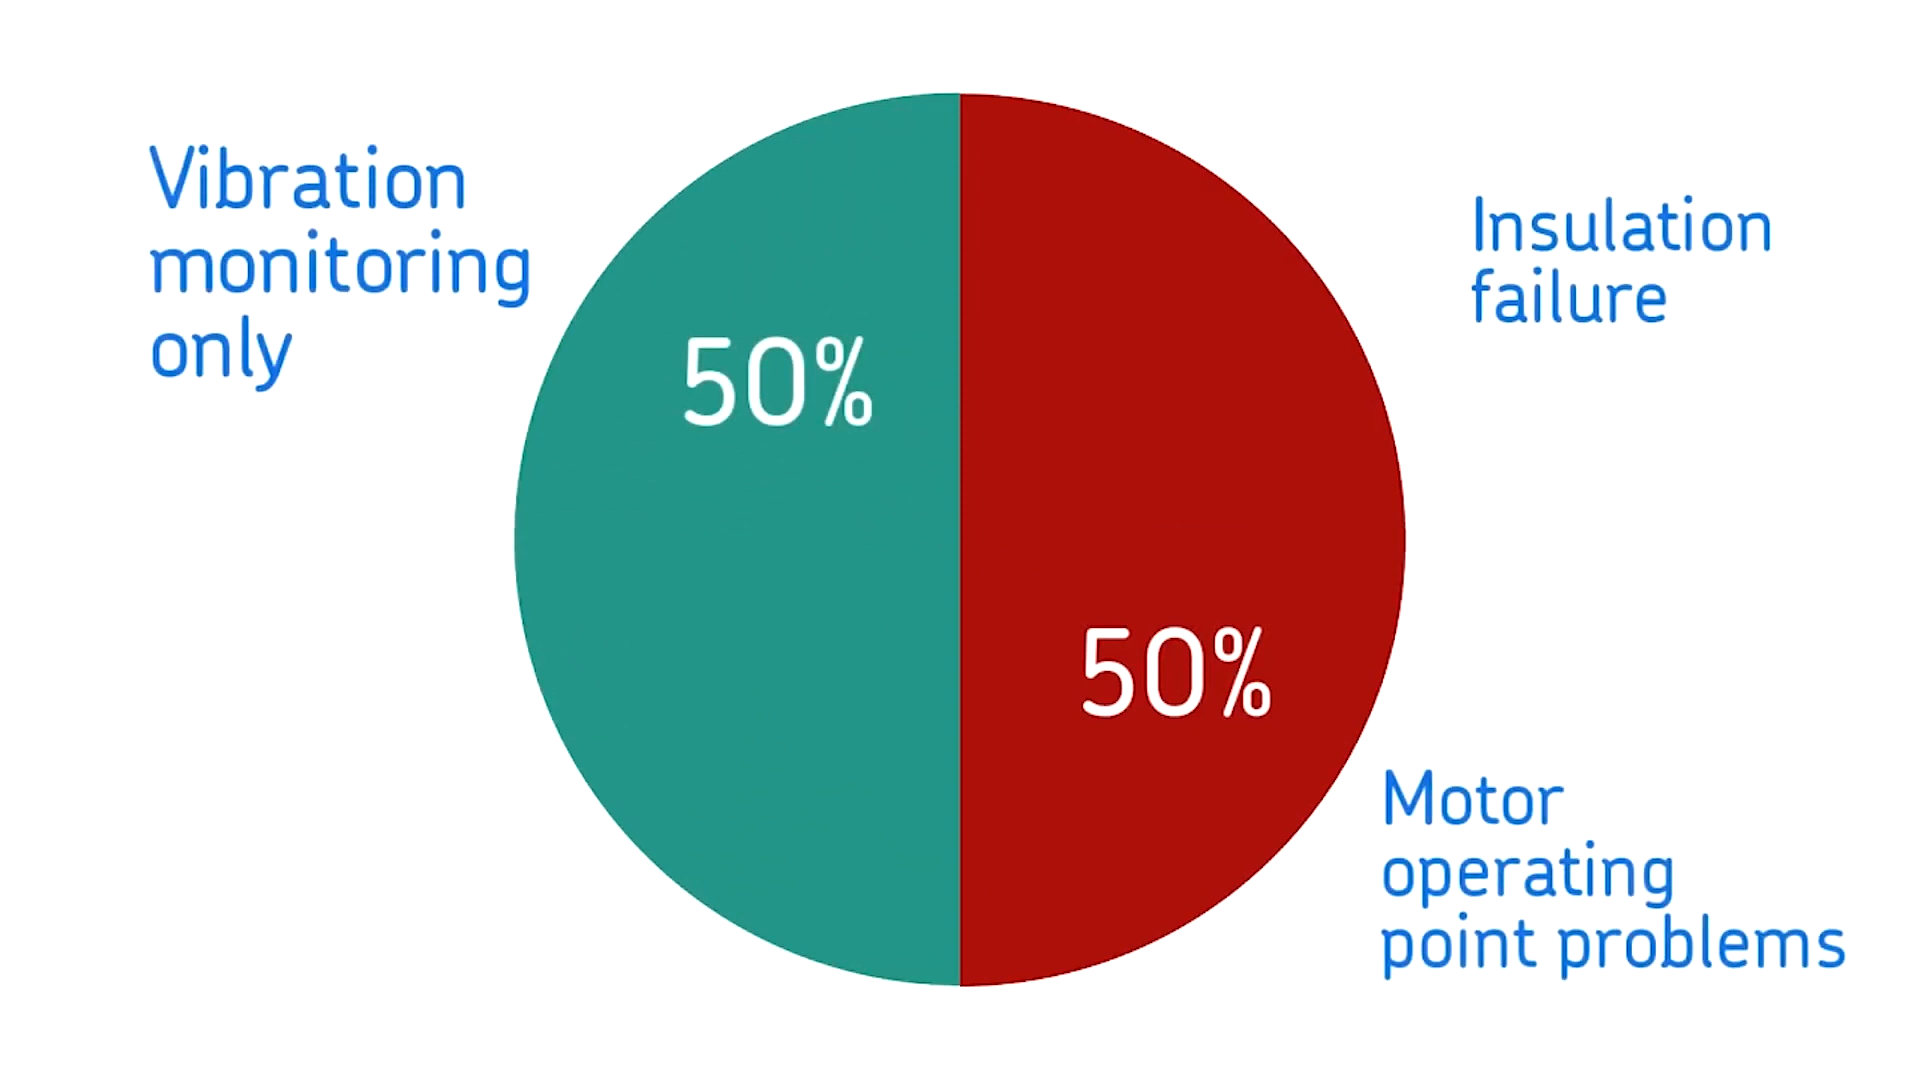 Vibration
monitoring
only
50%
Insulation
failure
50%
Motor
operating
point problems